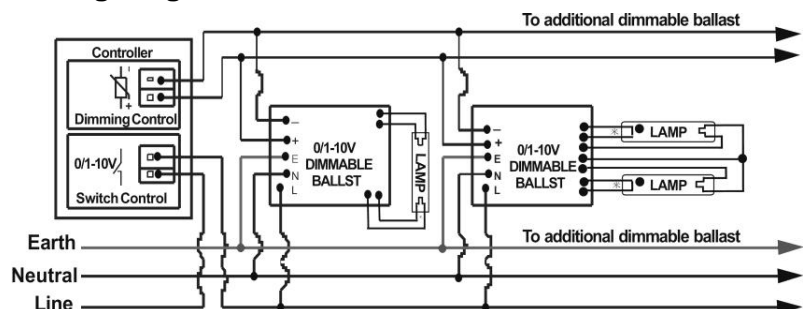 To additional dimmable ballast
Controller
Dimming Control
0/1-10V
Switch Control
−
+
E
N
L
0/1-10V
DIMMABLE
BALLST
LAMP
−
+
E
N
L
0/1-10V
DIMMABLE
BALLST
LAMP
LAMP
Earth
To additional dimmable ballast
Neutral
Line